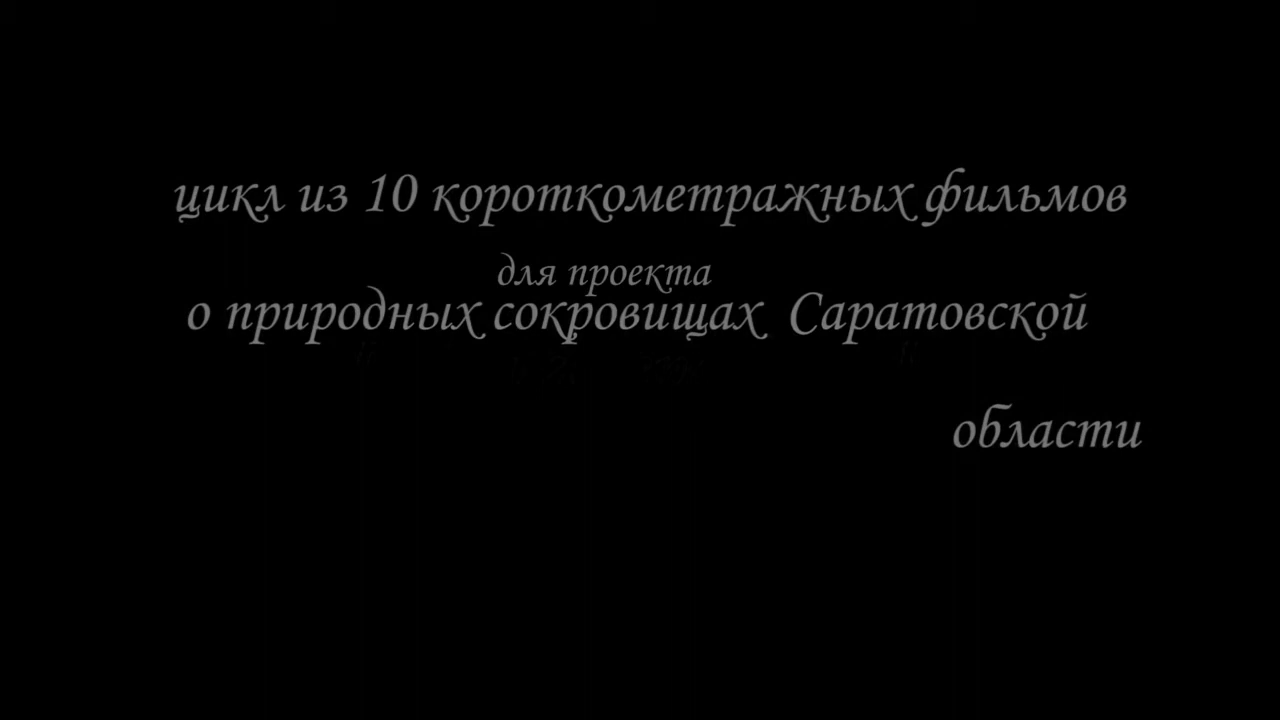 цикл из 10 короткометражных фильмов
для проекта
о природных сокровищах Саратовской
области